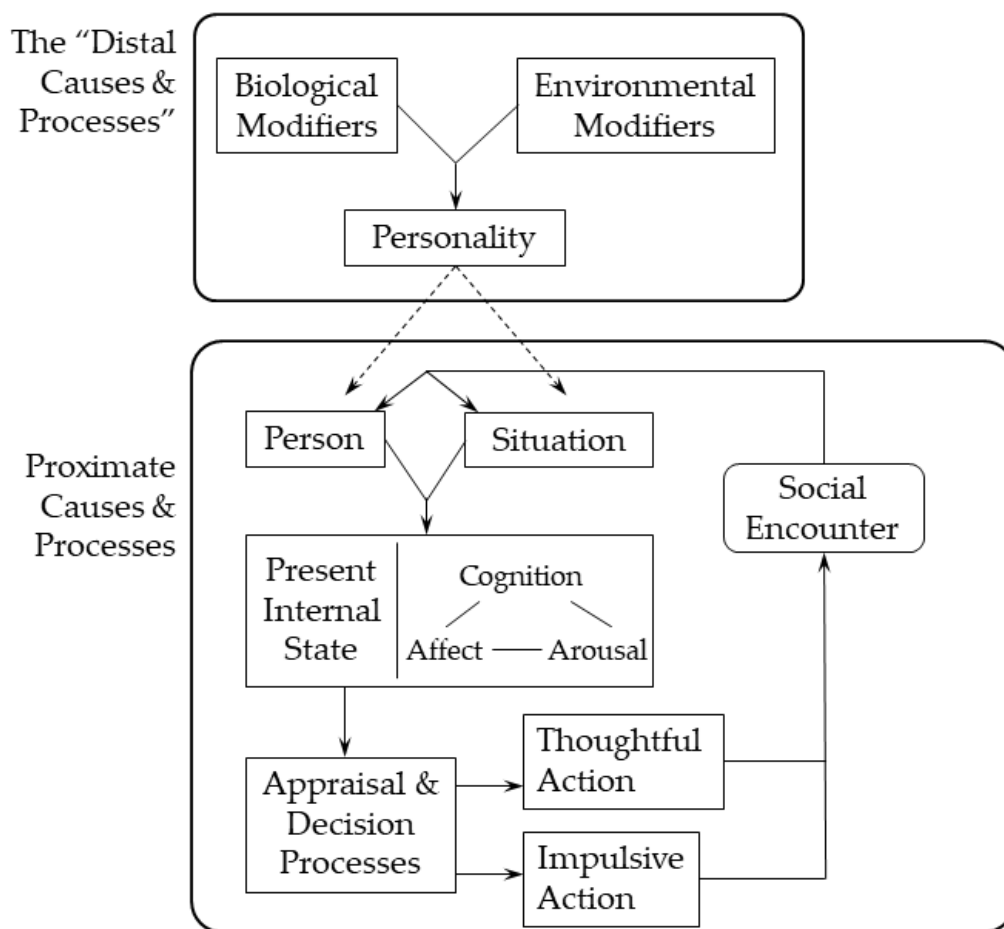 The “Distal
Causes &
Processes”
Biological
Modifiers
Environmental
Modifiers
Personality
Proximate
Causes &
Processes
Person
Situation
Social
Encounter
Present
Internal
State
Cognition
Affect
Arousal
Appraisal &
Decision
Processes
Thoughtful
Action
Impulsive
Action